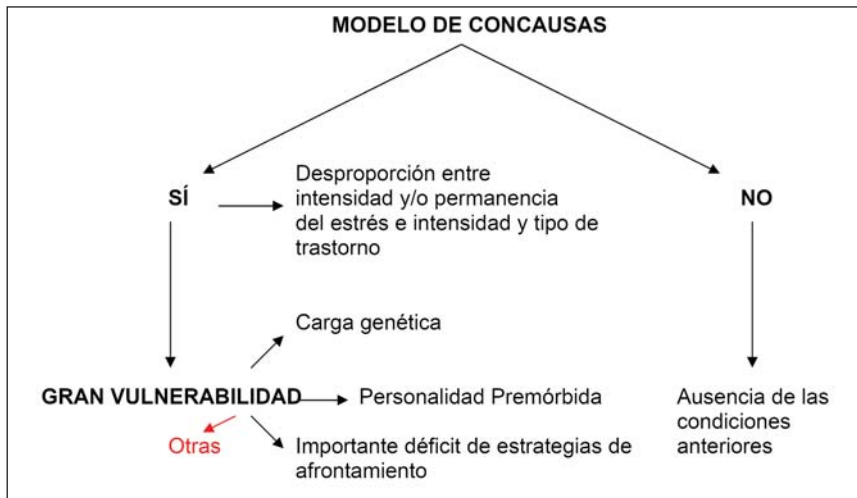 MODELO DE CONCAUSAS
SÍ
Desproporción entre
intensidad y/o permanencia
del estrés e intensidad y tipo de
trastorno
NO
Carga genética
GRAN VULNERABILIDAD
Personalidad Premórbida
Otras
Importante déficit de estrategias de
afrontamiento
Ausencia de las
condiciones
anteriores